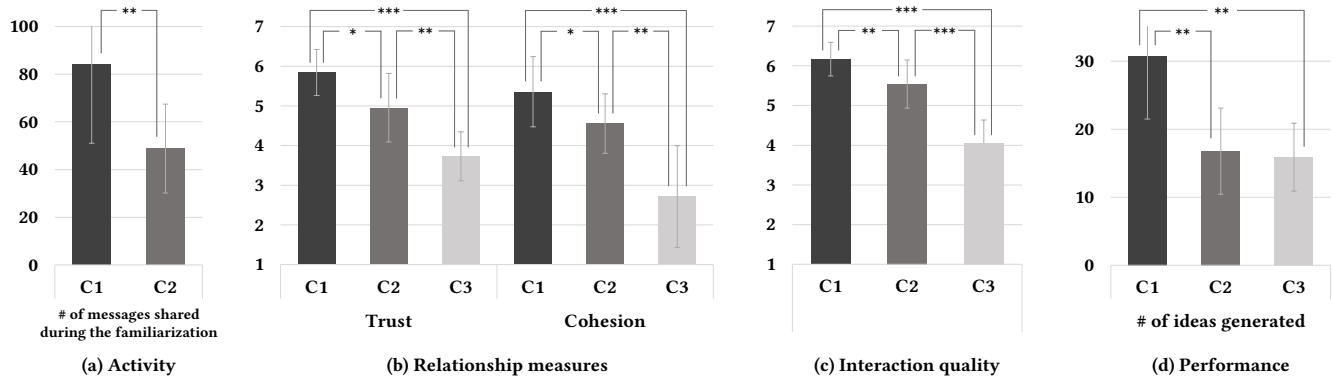 **
100
80
60
40
20
0
C1 C2
# of messages shared
during the familiarization
(a) Activity
*** ***
* ** * **
7
6
5
4
3
2
1
C1 C2 C3 C1 C2 C3
Trust Cohesion
(b) Relationship measures
***
** ***
7
6
5
4
3
2
1
C1 C2 C3
(c) Interaction quality
**
**
30
20
10
0
C1 C2 C3
# of ideas generated
(d) Performance